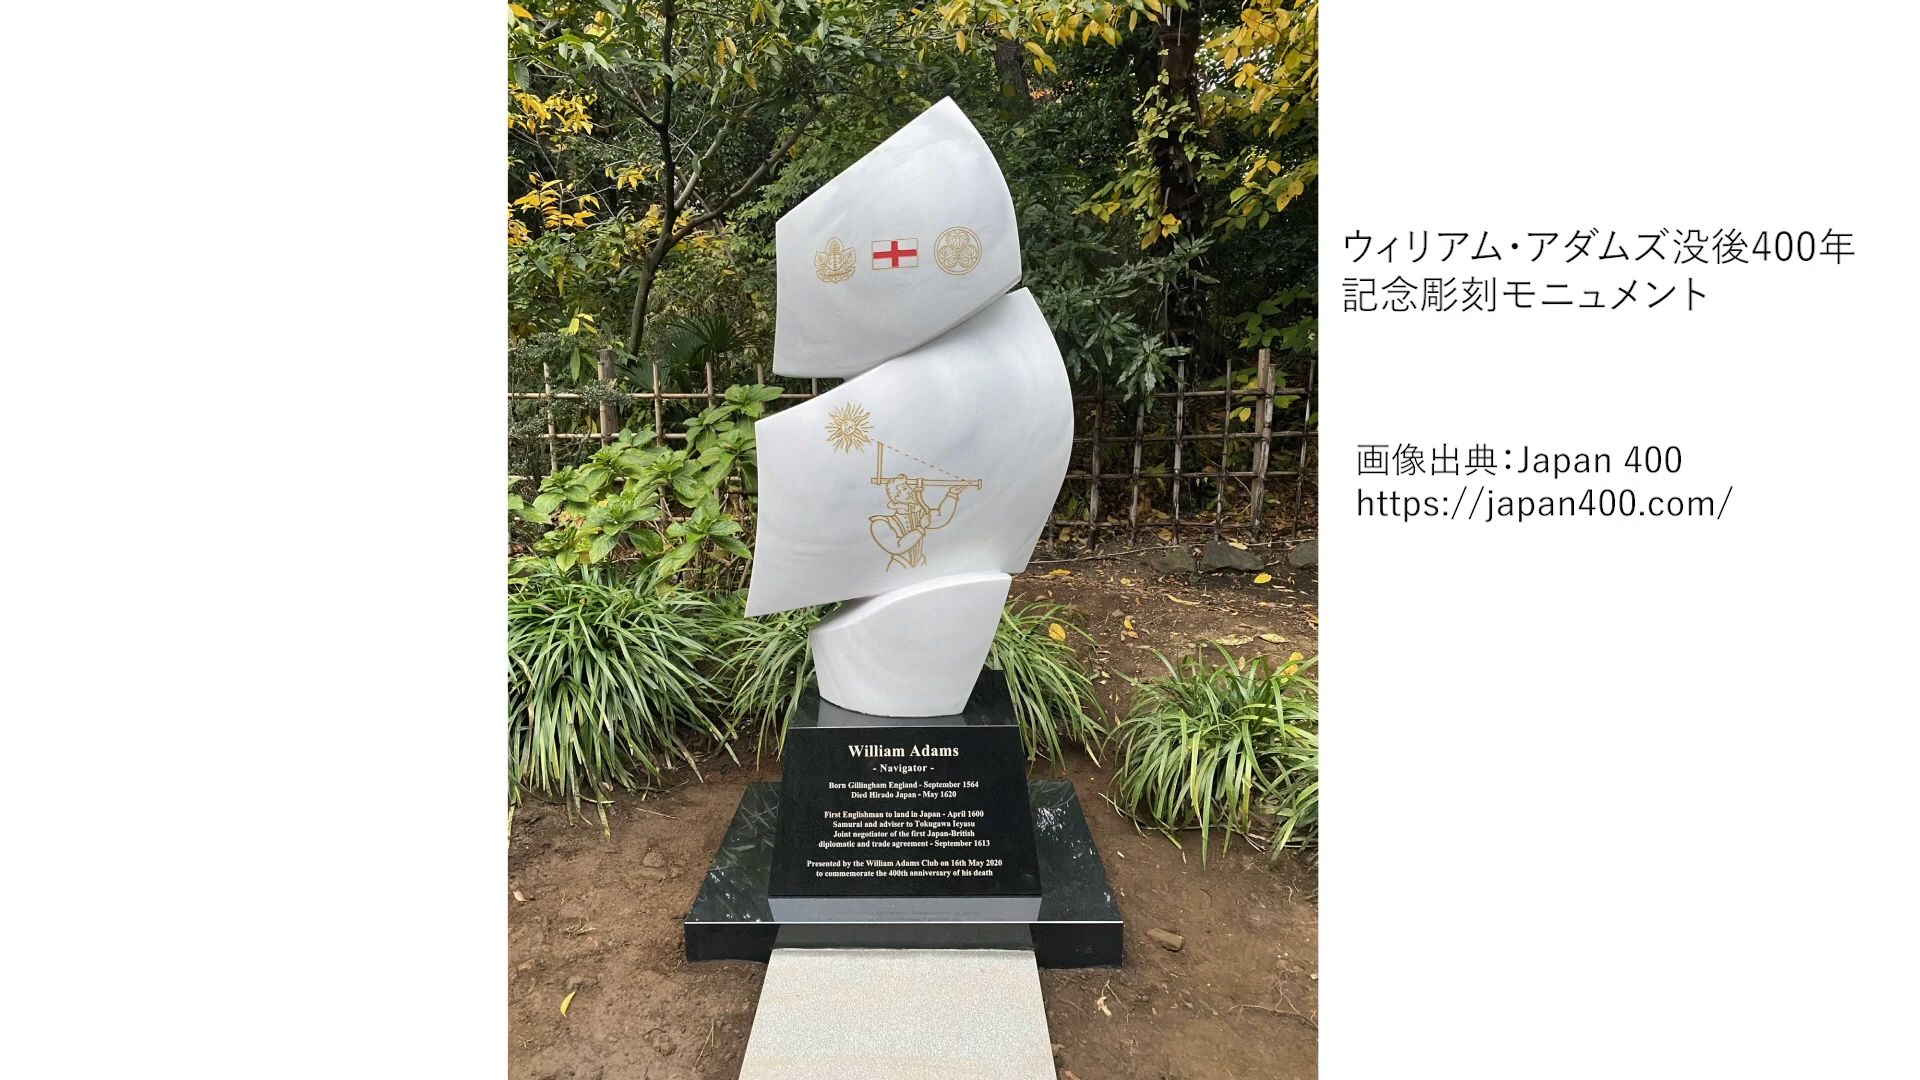 ウィリアム・アダムズ没後400年
記念彫刻モニュメント
画像出典：Japan 400
https://japan400.com/
William Adams
- Navigator -
Born Gillingham England - September 1564
Died Hirado Japan - May 1620
First Englishman to land in Japan - April 1600
Samurai and adviser to Tokugawa Ieyasu
Joint negotiator of the first Japan-British
diplomatic and trade agreement - September 1613
Presented by the William Adams Club on 16th May 2020
to commemorate the 400th anniversary of his death